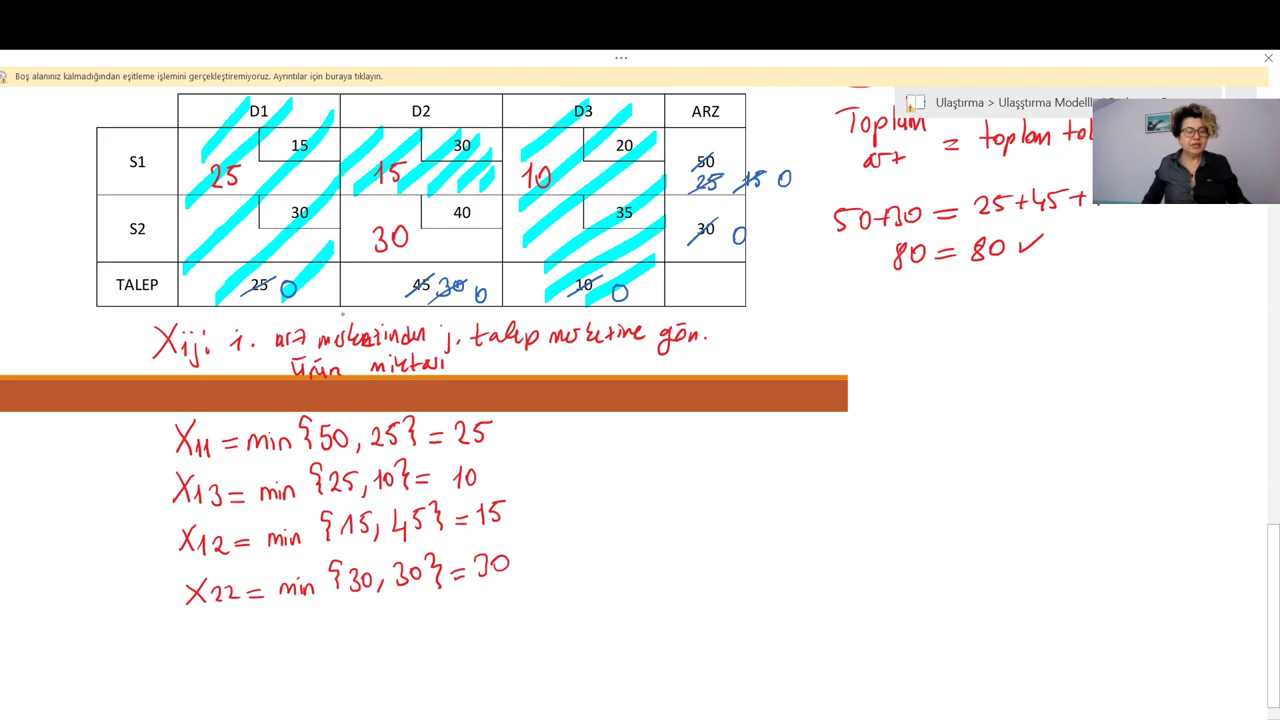 Boş alanınız kalmadığından eşitleme işlemini gerçekleştiremiyoruz. Ayrıntılar için buraya tıklayın.
Ulaştırma > Ulaşştırma Modelll
D1 D2 D3 ARZ
S1 15 25 30 15 20 10 50 25 15 0
S2 30 40 30 35 30 0
TALEP 25 0 45 30 0 10 0
Toplam arz = toplam
50+30 = 25+45+
80 = 80 ✓
Xij: i. arz merkezinden j. talep merkezine gön.
ürün miktarı
X11 = min {50, 25} = 25
X13 = min {25, 10} = 10
X12 = min {15, 45} = 15
X22 = min {30, 30} = 30